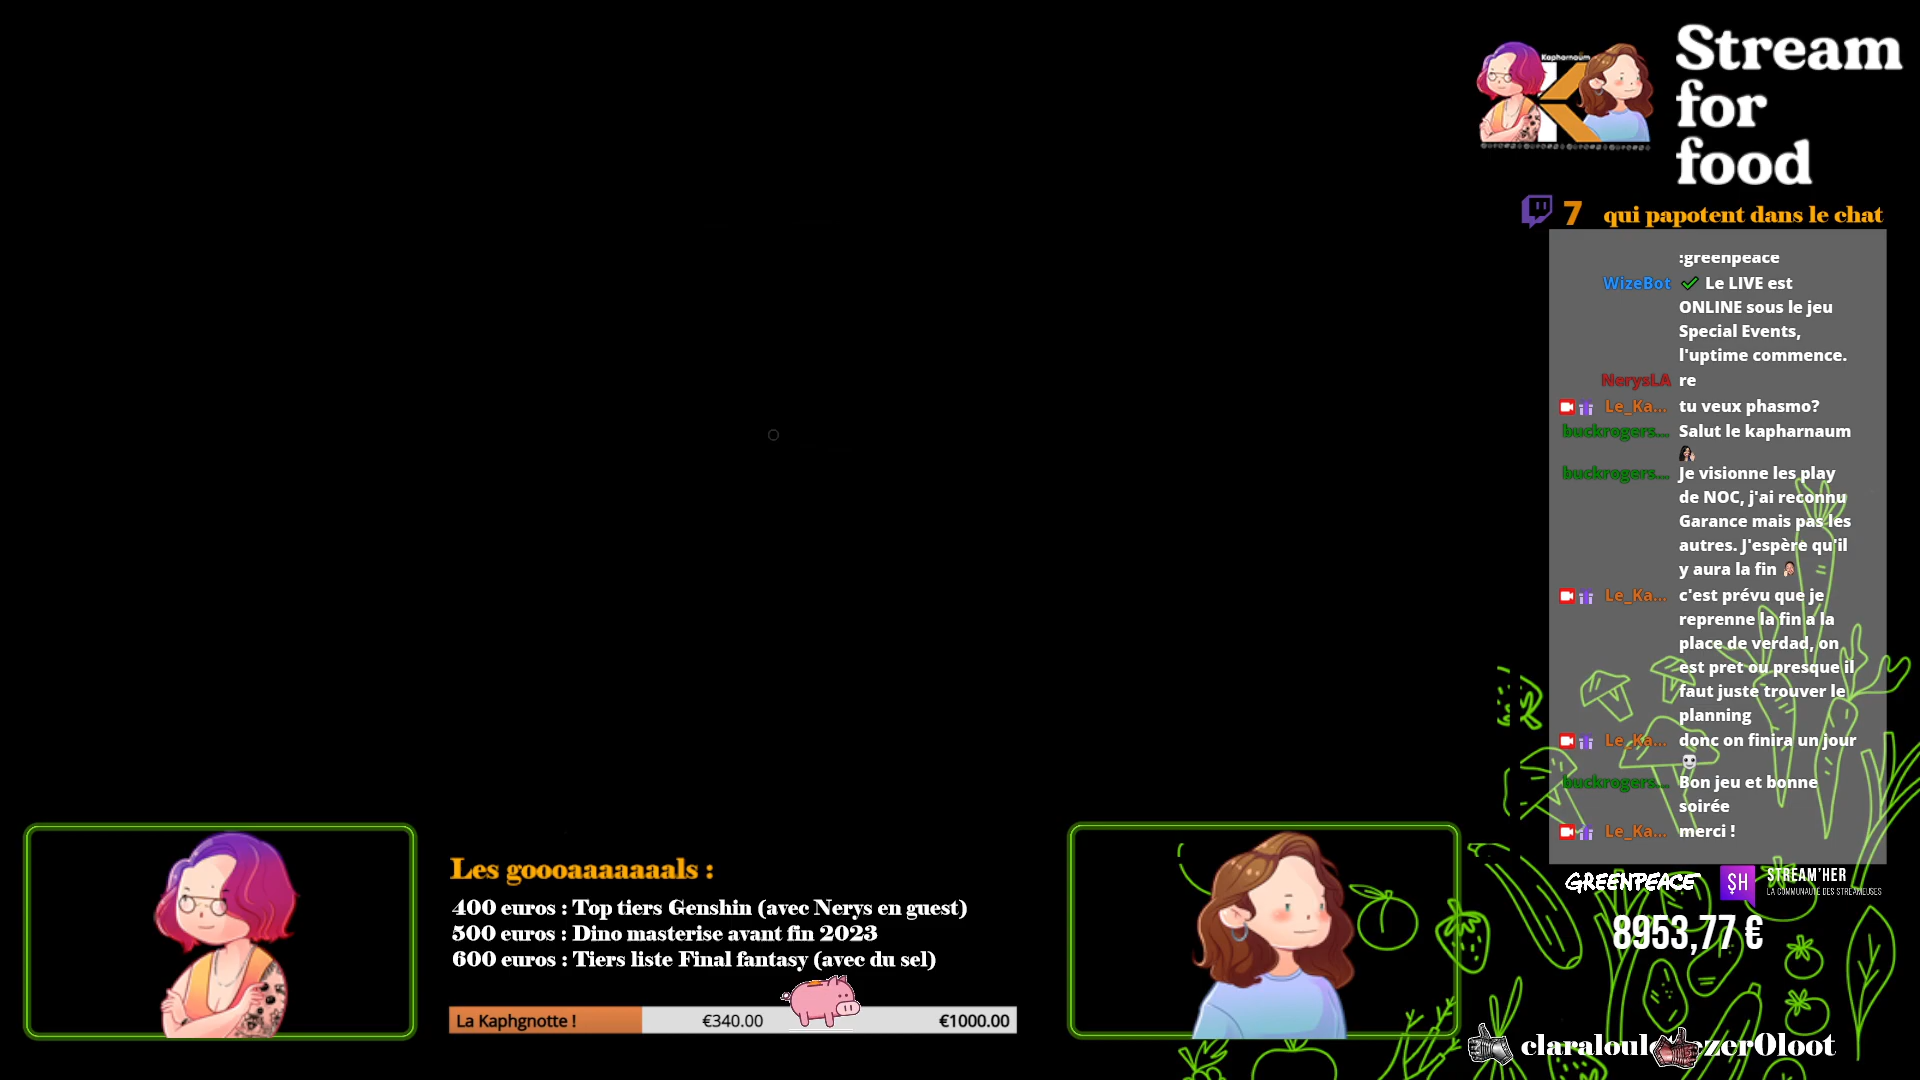 Kapharnaüm
Stream
for
food
7 qui papotent dans le chat
:greenpeace
WizeBot Le LIVE est
ONLINE sous le jeu
Special Events,
l'uptime commence.
NerysLA re
Le_Ka... tu veux phasmo?
buckrogers... Salut le kapharnaum
buckrogers... Je visionne les play
de NOC, j'ai reconnu
Garance mais pas les
autres. J'espère qu'il
y aura la fin
Le_Ka... c'est prévu que je
reprenne la fin a la
place de verdad, on
est pret ou presque il
faut juste trouver le
planning
Le_Ka... donc on finira un jour
buckrogers... Bon jeu et bonne
soirée
Le_Ka... merci !
GREENPEACE
SH STREAM'HER
LA COMMUNAUTÉ DES STREAMEUSES
8953,77 €
Les goooaaaaaaals :
400 euros : Top tiers Genshin (avec Nerys en guest)
500 euros : Dino masterise avant fin 2023
600 euros : Tiers liste Final fantasy (avec du sel)
La Kaphgnotte ! €340.00 €1000.00